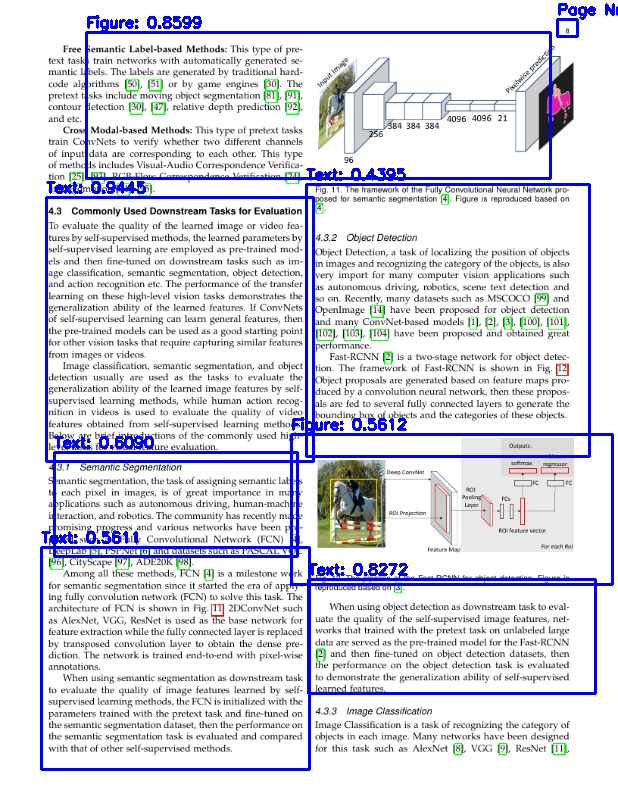 Page Nu
8
Figure: 0.8599
Free Semantic Label-based Methods: This type of pre-
text tasks train ConvNets with automatically generated se-
mantic labels. The labels are generated by traditional hard-
code algorithms [50], [51] or by game engines [30]. The
pretext tasks include moving object segmentation [81], [91],
contour detection [30], [47], relative depth prediction [92],
and etc.
Cross Modal-based Methods: This type of pretext tasks
train ConvNets to verify whether two different channels
of input data are corresponding to each other. This type
of methods includes Visual-Audio Correspondence Verifica-
tion [25], RGB-Flow Correspondence Verification [24],
Text: 0.9445
4.3 Commonly Used Downstream Tasks for Evaluation
To evaluate the quality of the learned image or video fea-
tures by self-supervised methods, the learned parameters by
self-supervised learning are employed as pre-trained mod-
els and then fine-tuned on downstream tasks such as im-
age classification, semantic segmentation, object detection,
and action recognition etc. The performance of the transfer
learning on these high-level vision tasks demonstrates the
generalization ability of the learned features. If ConvNets
of self-supervised learning can learn general features, then
the pre-trained models can be used as a good starting point
for other vision tasks that require capturing similar features
from images or videos.
Image classification, semantic segmentation, and object
detection usually are used as the tasks to evaluate the
generalization ability of the learned image features by self-
supervised learning methods, while human action recog-
nition in videos is used to evaluate the quality of video
features obtained from self-supervised learning methods.
Below are brief introductions of the commonly used high-
level tasks for visual feature evaluation.
Text: 0.6090
4.3.1 Semantic Segmentation
Semantic segmentation, the task of assigning semantic labels
to each pixel in images, is of great importance in many
applications such as autonomous driving, human-machine
interaction, and robotics. The community has recently made
promising progress and various networks have been pro-
Fully Convolutional Network (FCN) [4],
Text: 0.5611
DeepLab [5], PSPNet [6] and datasets such as PASCAL VOC
[96], CityScape [97], ADE20K [98].
Among all these methods, FCN [4] is a milestone work
for semantic segmentation since it started the era of apply-
ing fully convolution network (FCN) to solve this task. The
architecture of FCN is shown in Fig. 11. 2DConvNet such
as AlexNet, VGG, ResNet is used as the base network for
feature extraction while the fully connected layer is replaced
by transposed convolution layer to obtain the dense pre-
diction. The network is trained end-to-end with pixel-wise
annotations.
When using semantic segmentation as downstream task
to evaluate the quality of image features learned by self-
supervised learning methods, the FCN is initialized with the
parameters trained with the pretext task and fine-tuned on
the semantic segmentation dataset, then the performance on
the semantic segmentation task is evaluated and compared
with that of other self-supervised methods.
Input Image
Pixelwise prediction
96
256
384 384 384
4096 4096 21
Text: 0.4395
Fig. 11. The framework of the Fully Convolutional Neural Network pro-
posed for semantic segmentation [4]. Figure is reproduced based on
[4].
4.3.2 Object Detection
Object Detection, a task of localizing the position of objects
in images and recognizing the category of the objects, is also
very import for many computer vision applications such
as autonomous driving, robotics, scene text detection and
so on. Recently, many datasets such as MSCOCO [99] and
OpenImage [14] have been proposed for object detection
and many ConvNet-based models [1], [2], [3], [100], [101],
[102], [103], [104] have been proposed and obtained great
performance.
Fast-RCNN [2] is a two-stage network for object detec-
tion. The framework of Fast-RCNN is shown in Fig. 12.
Object proposals are generated based on feature maps pro-
duced by a convolution neural network, then these propos-
als are fed to several fully connected layers to generate the
bounding box of objects and the categories of these objects.
Figure: 0.5612
Outputs:
softmax
regressor
Deep ConvNet
FC
FC
ROI
Pooling
Layer
FCs
ROI Projection
ROI feature vector
Feature Map
For each RoI
Text: 0.8272
Fast-RCNN for object detection. Figure is
reproduced based on [3].
When using object detection as downstream task to eval-
uate the quality of the self-supervised image features, net-
works that trained with the pretext task on unlabeled large
data are served as the pre-trained model for the Fast-RCNN
[2] and then fine-tuned on object detection datasets, then
the performance on the object detection task is evaluated
to demonstrate the generalization ability of self-supervised
learned features.
4.3.3 Image Classification
Image Classification is a task of recognizing the category of
objects in each image. Many networks have been designed
for this task such as AlexNet [8], VGG [9], ResNet [11],